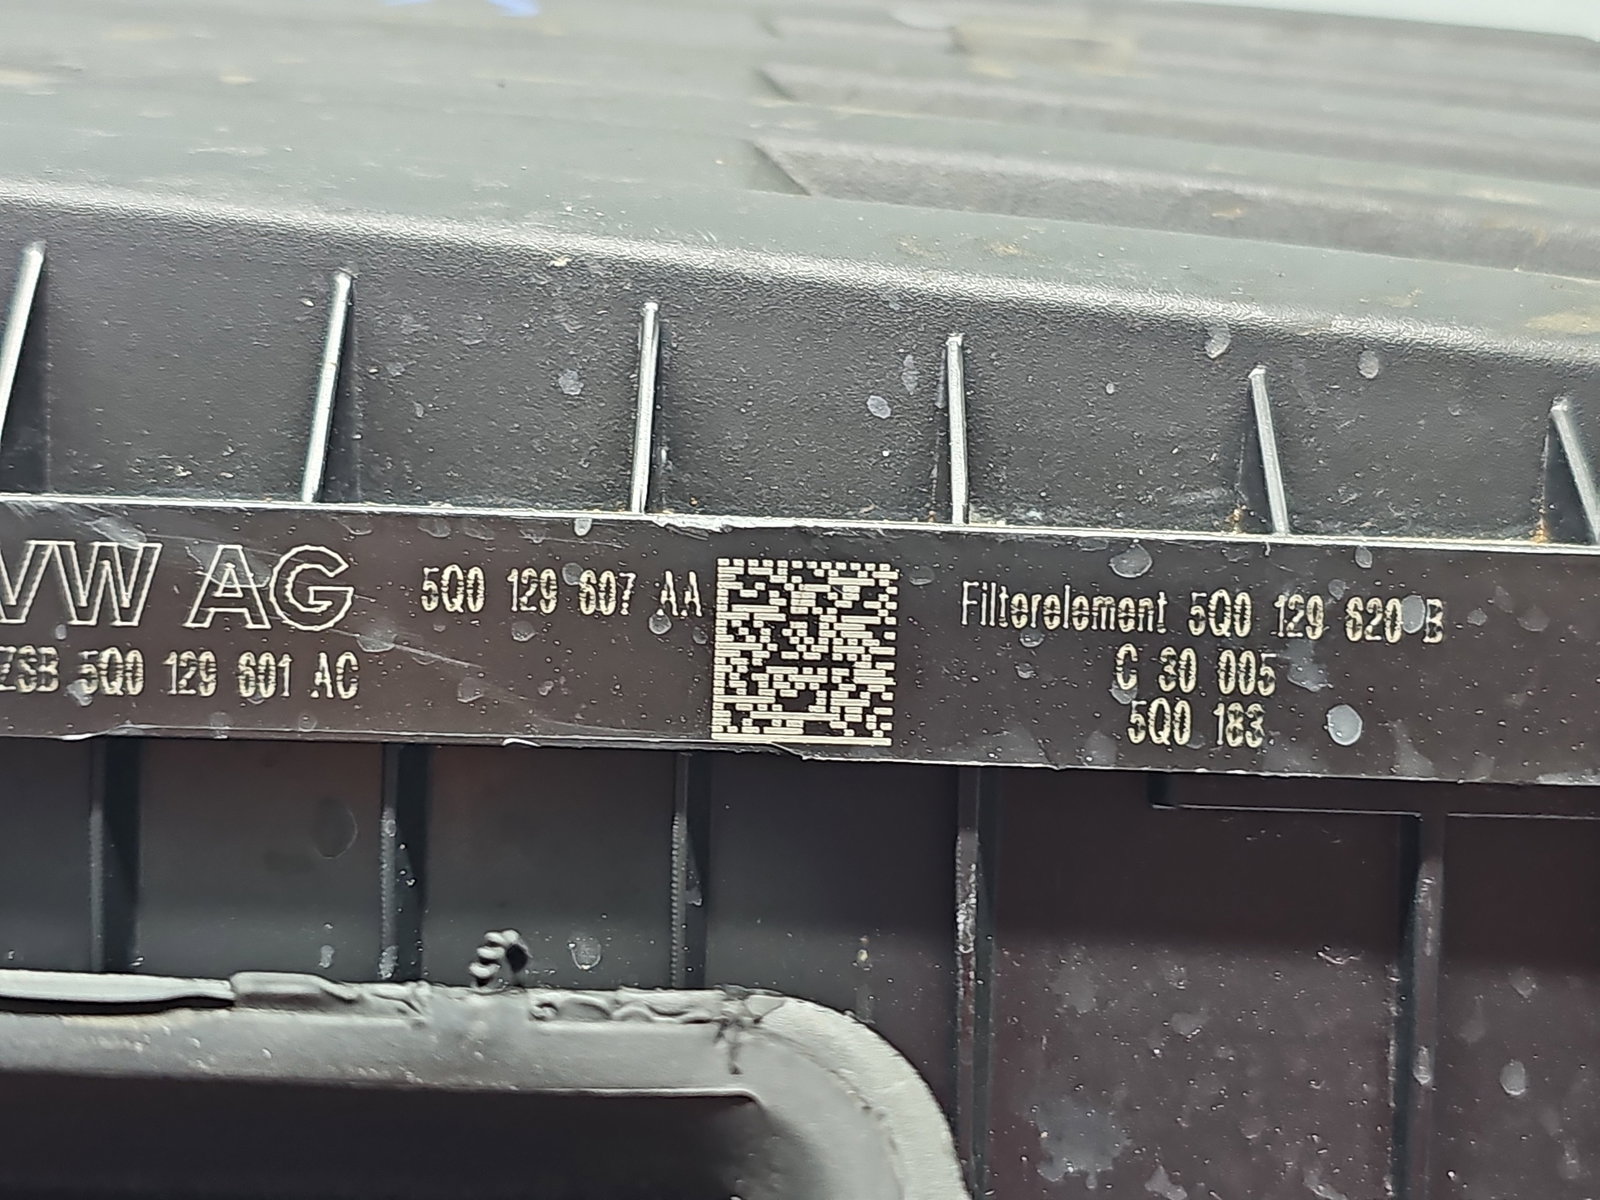 VW AG 5Q0 129 607 AA
ZSB 5Q0 129 601 AC
Filterelement 5Q0 129 620 B
C 30 005
5Q0 183